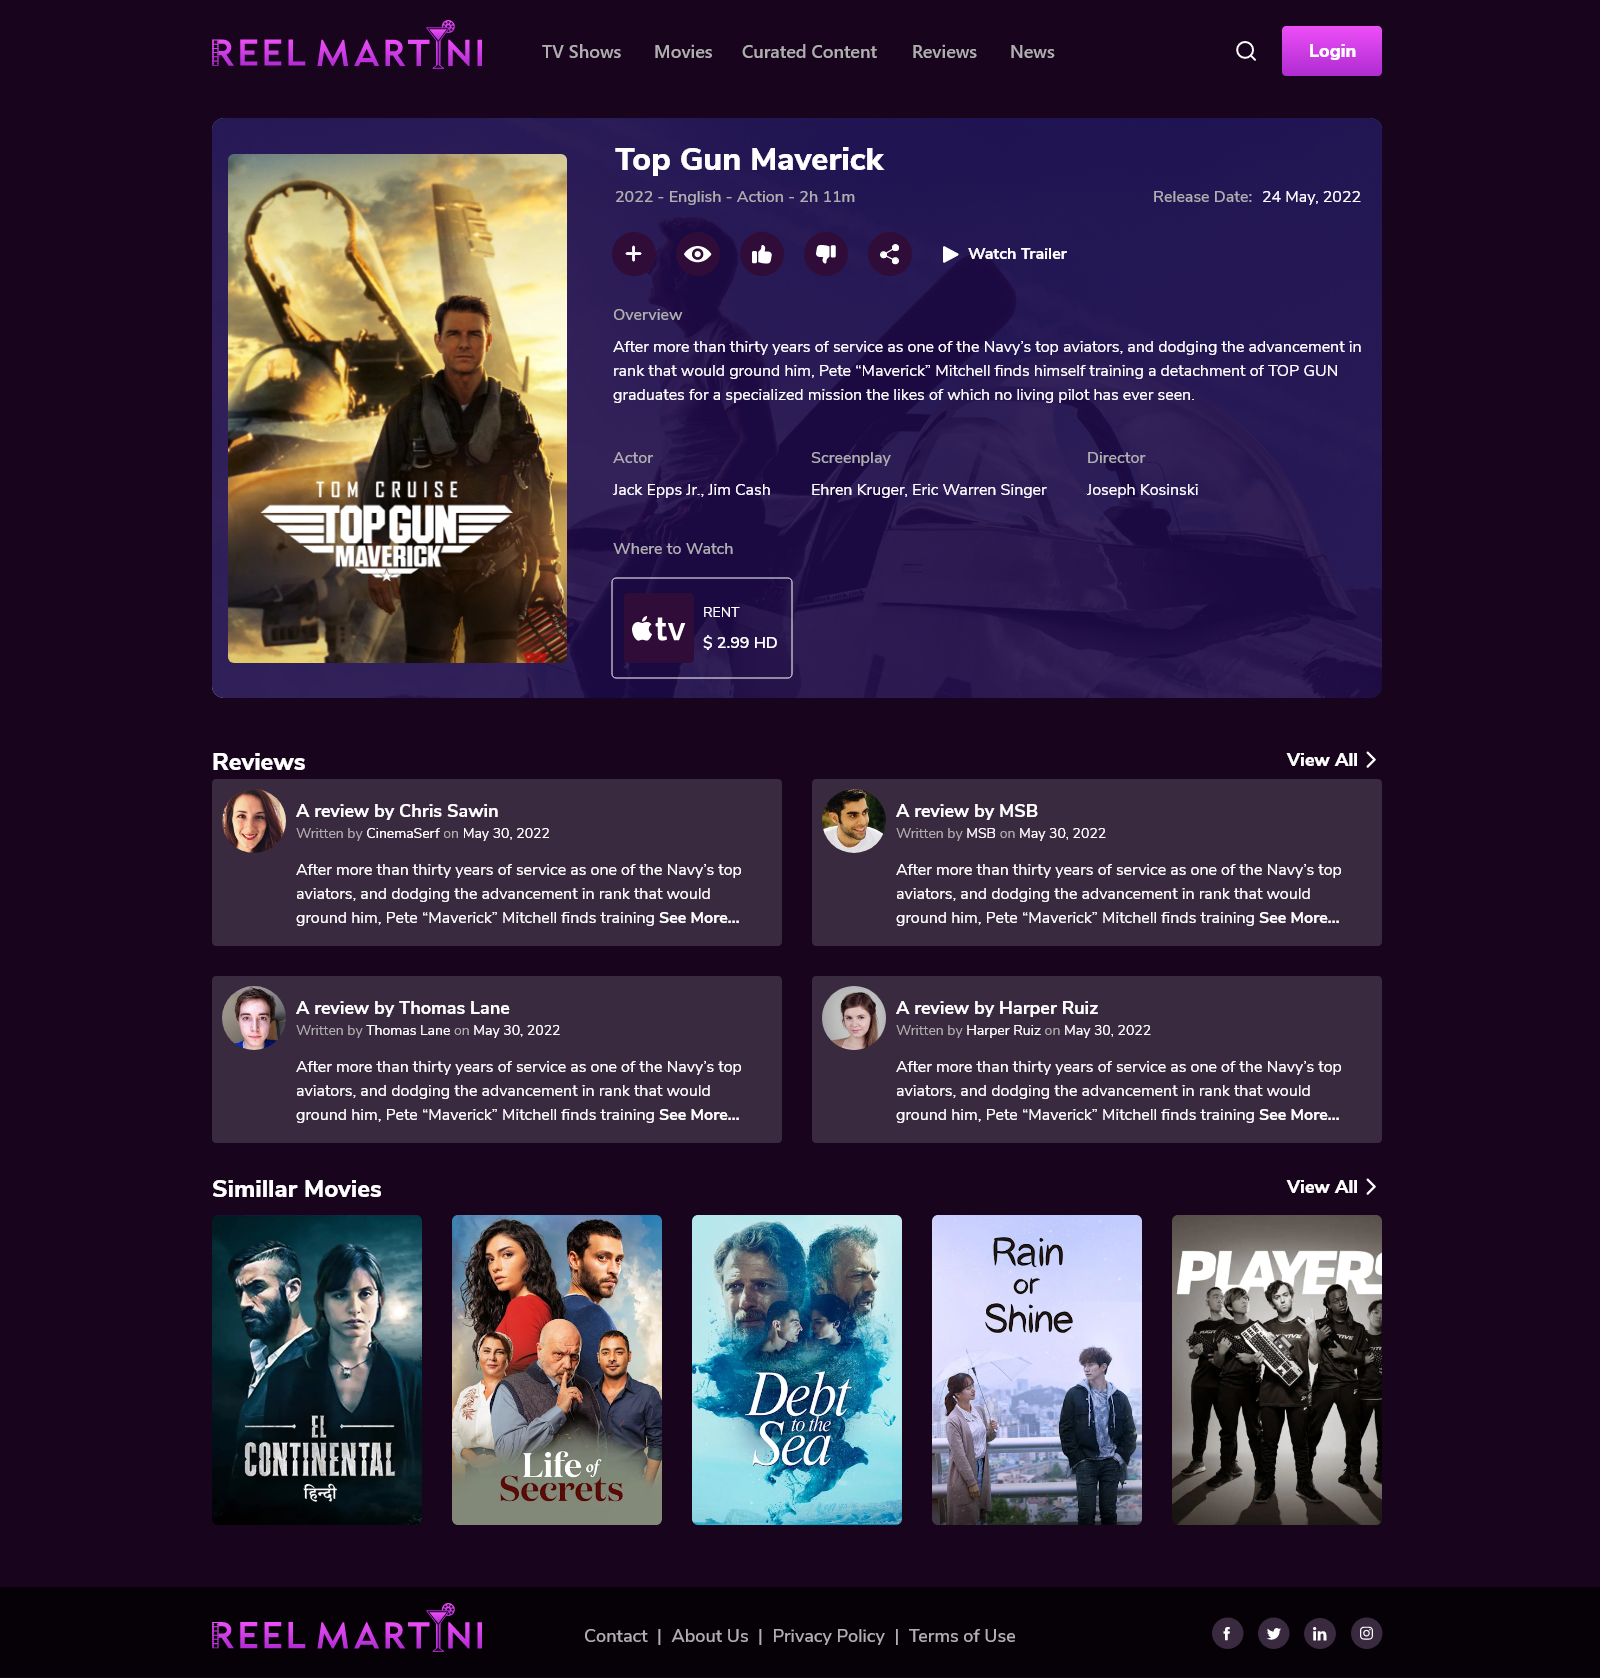 REEL MARTINI
TV Shows
Movies
Curated Content
Reviews
News
Login
TOM CRUISE
TOP GUN
MAVERICK
Top Gun Maverick
2022 - English - Action - 2h 11m
Release Date: 24 May, 2022
Watch Trailer
Overview
After more than thirty years of service as one of the Navy’s top aviators, and dodging the advancement in
rank that would ground him, Pete “Maverick” Mitchell finds himself training a detachment of TOP GUN
graduates for a specialized mission the likes of which no living pilot has ever seen.
Actor
Jack Epps Jr., Jim Cash
Screenplay
Ehren Kruger, Eric Warren Singer
Director
Joseph Kosinski
Where to Watch
tv
RENT
$ 2.99 HD
Reviews
View All
A review by Chris Sawin
Written by CinemaSerf on May 30, 2022
After more than thirty years of service as one of the Navy’s top
aviators, and dodging the advancement in rank that would
ground him, Pete “Maverick” Mitchell finds training See More...
A review by MSB
Written by MSB on May 30, 2022
After more than thirty years of service as one of the Navy’s top
aviators, and dodging the advancement in rank that would
ground him, Pete “Maverick” Mitchell finds training See More...
A review by Thomas Lane
Written by Thomas Lane on May 30, 2022
After more than thirty years of service as one of the Navy’s top
aviators, and dodging the advancement in rank that would
ground him, Pete “Maverick” Mitchell finds training See More...
A review by Harper Ruiz
Written by Harper Ruiz on May 30, 2022
After more than thirty years of service as one of the Navy’s top
aviators, and dodging the advancement in rank that would
ground him, Pete “Maverick” Mitchell finds training See More...
Simillar Movies
View All
EL
CONTINENTAL
हिन्दी
Life of
Secrets
Debt
to the
Sea
Rain
or
Shine
PLAYERS
REEL MARTINI
Contact | About Us | Privacy Policy | Terms of Use